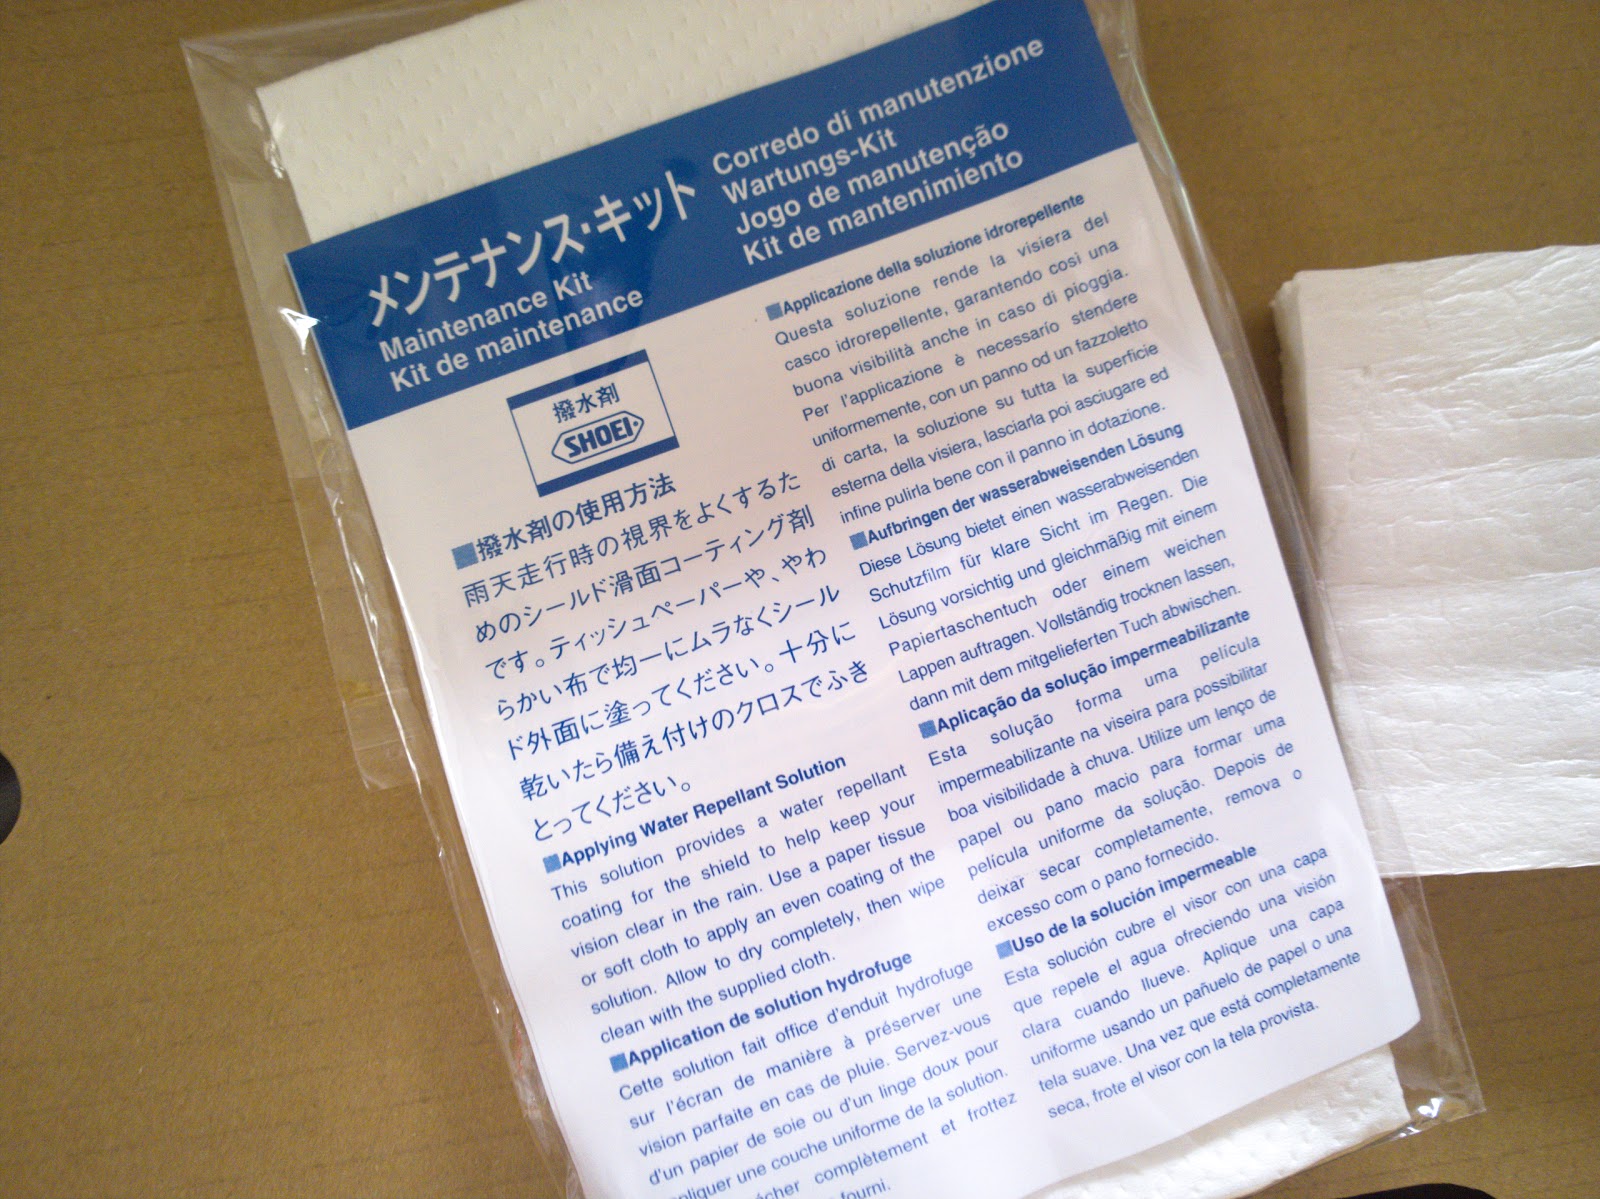 メンテナンス・キット
Maintenance Kit
Kit de maintenance
Corredo di manutenzione
Wartungs-Kit
Jogo de manutenção
Kit de mantenimiento
撥水剤
SHOEI
■撥水剤の使用方法
雨天走行時の視界をよくするた
めのシールド滑面コーティング剤
です。ティッシュペーパーや、やわ
らかい布で均一にムラなくシール
ド外面に塗ってください。十分に
乾いたら備え付けのクロスでふき
とってください。
■Applying Water Repellant Solution
This solution provides a water repellant
coating for the shield to help keep your
vision clear in the rain. Use a paper tissue
or soft cloth to apply an even coating of the
solution. Allow to dry completely, then wipe
clean with the supplied cloth.
■Application de solution hydrofuge
Cette solution fait office d'enduit hydrofuge
sur l'écran de manière à préserver une
vision parfaite en cas de pluie. Servez-vous
d'un papier de soie ou d'un linge doux pour
une couche uniforme de la solution.
complètement et frottez
fourni.
■Applicazione della soluzione idrorepellente
Questa soluzione rende la visiera del
casco idrorepellente, garantendo così una
buona visibilità anche in caso di pioggia.
Per l'applicazione è necessario stendere
uniformemente, con un panno od un fazzoletto
di carta, la soluzione su tutta la superficie
esterna della visiera, lasciarla poi asciugare ed
infine pulirla bene con il panno in dotazione.
■Aufbringen der wasserabweisenden Lösung
Diese Lösung bietet einen wasserabweisenden
Schutzfilm für klare Sicht im Regen. Die
Lösung vorsichtig und gleichmäßig mit einem
Papiertaschentuch oder einem weichen
Lappen auftragen. Vollständig trocknen lassen,
dann mit dem mitgelieferten Tuch abwischen.
■Aplicação da solução impermeabilizante
Esta solução forma uma película
impermeabilizante na viseira para possibilitar
boa visibilidade à chuva. Utilize um lenço de
papel ou pano macio para formar uma
película uniforme da solução. Depois de
deixar secar completamente, remova o
excesso com o pano fornecido.
■Uso de la solución impermeable
Esta solución cubre el visor con una capa
que repele el agua ofreciendo una visión
clara cuando llueve. Aplique una capa
uniforme usando un pañuelo de papel o una
tela suave. Una vez que está completamente
seca, frote el visor con la tela provista.